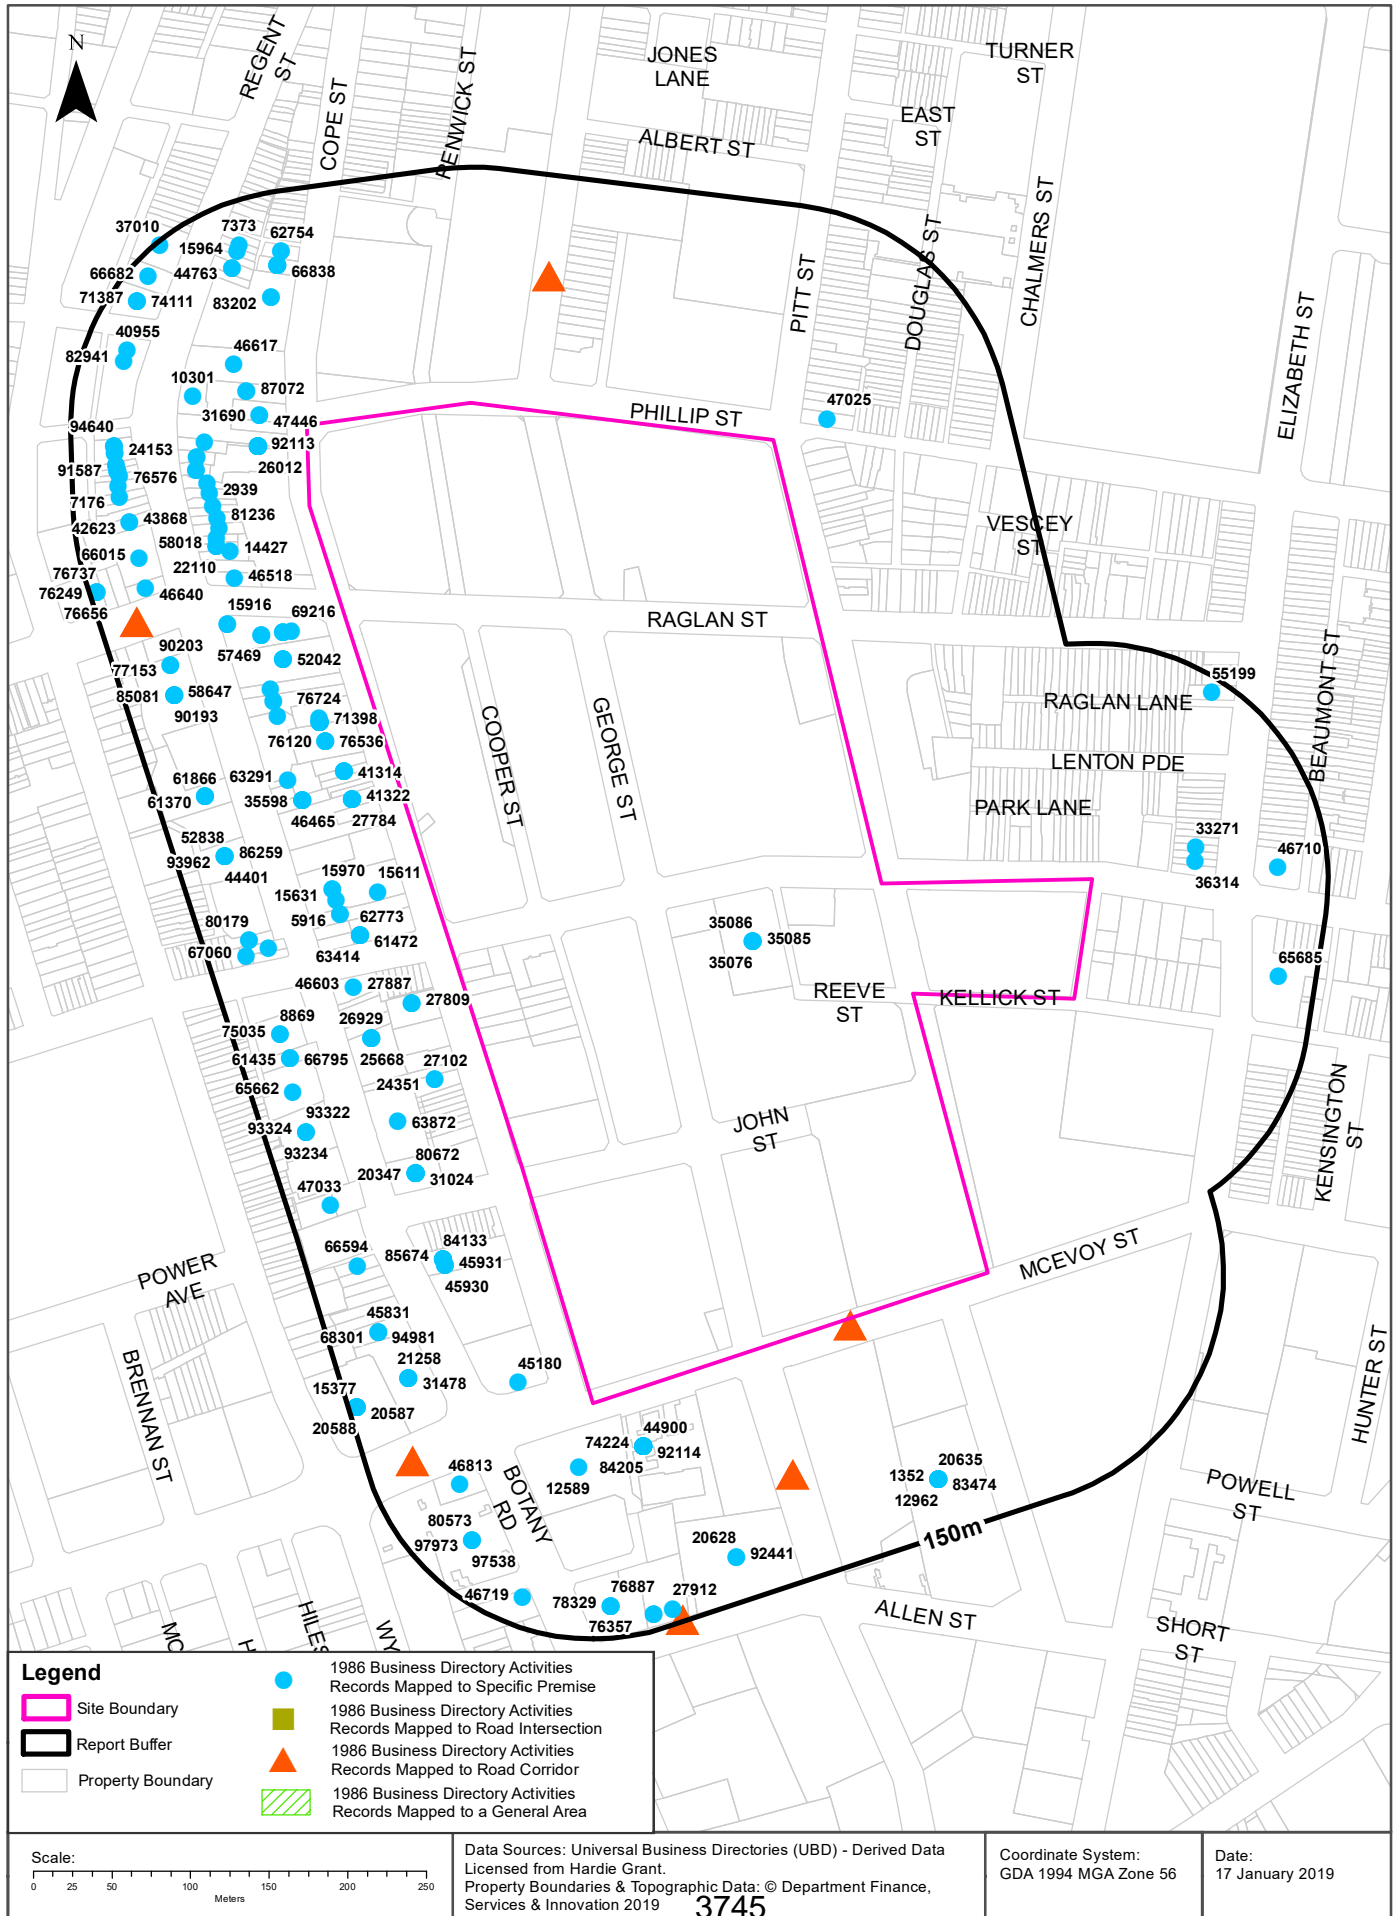 N
REGENT
ST
COPE ST
RENWICK ST
JONES
LANE
TURNER
ST
EAST
ST
ALBERT ST
PITT ST
DOUGLAS ST
CHALMERS ST
ELIZABETH ST
37010
7373
62754
15964
66682
44763
66838
71387
74111
83202
40955
82941
46617
10301
87072
31690
47446
47025
PHILLIP ST
94640
24153
92113
91587
76576
26012
7176
2939
42623
43868
81236
58018
14427
66015
22110
46518
VESCEY
ST
76737
76249
76656
46640
15916
69216
RAGLAN ST
57469
52042
90203
77153
85081
58647
90193
76724
71398
76120
76536
55199
RAGLAN LANE
BEAUMONT ST
LENTON PDE
PARK LANE
COOPER ST
GEORGE ST
61866
63291
41314
61370
35598
41322
46465
27784
33271
46710
36314
52838
93962
86259
44401
15970
15611
15631
5916
62773
61472
63414
80179
67060
35086
35085
35076
65685
REEVE
ST
KELLICK ST
46603
27887
27809
8869
26929
75035
61435
66795
25668
27102
24351
65662
93322
93324
93234
63872
80672
20347
31024
JOHN
ST
KENSINGTON
ST
47033
66594
84133
85674
45931
45930
MCEVOY ST
POWER
AVE
BRENNAN ST
45831
68301
94981
21258
31478
45180
15377
20587
20588
HUNTER ST
44900
74224
92114
84205
12589
46813
BOTANY
RD
80573
97973
97538
20635
1352
83474
12962
POWELL
ST
20628
92441
150m
46719
78329
76887
27912
76357
ALLEN ST
SHORT
ST
MC
H
HILES
WY
Legend
Site Boundary
Report Buffer
Property Boundary
1986 Business Directory Activities
Records Mapped to Specific Premise
1986 Business Directory Activities
Records Mapped to Road Intersection
1986 Business Directory Activities
Records Mapped to Road Corridor
1986 Business Directory Activities
Records Mapped to a General Area
Scale:
0 25 50 100 150 200 250
Meters
Data Sources: Universal Business Directories (UBD) - Derived Data
Licensed from Hardie Grant.
Property Boundaries & Topographic Data: © Department Finance,
Services & Innovation 2019
3745
Coordinate System:
GDA 1994 MGA Zone 56
Date:
17 January 2019